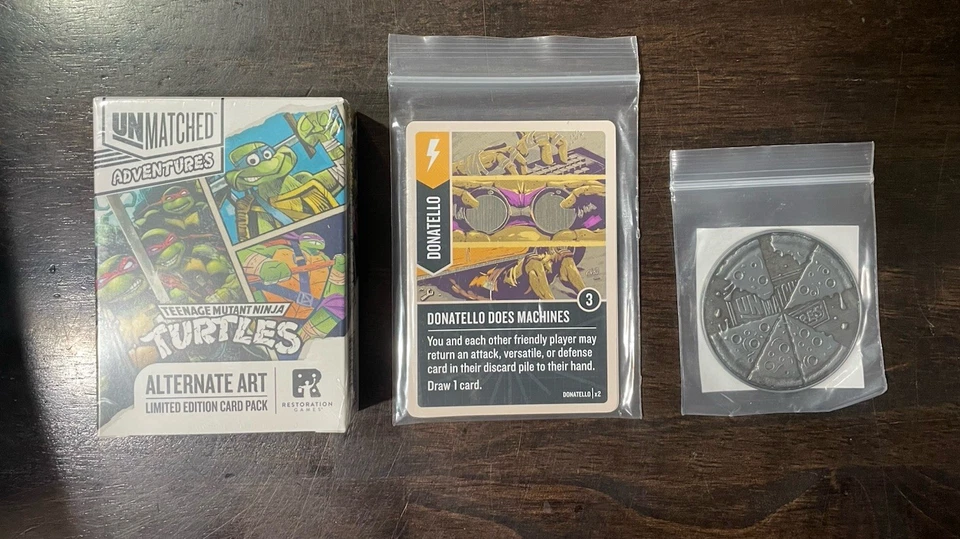 UNMATCHED
ADVENTURES
TEENAGE MUTANT NINJA
TURTLES
ALTERNATE ART
LIMITED EDITION CARD PACK
RESTORATION
GAMES
DONATELLO
3
DONATELLO DOES MACHINES
You and each other friendly player may
return an attack, versatile, or defense
card in their discard pile to their hand.
Draw 1 card.
DONATELLO | x2